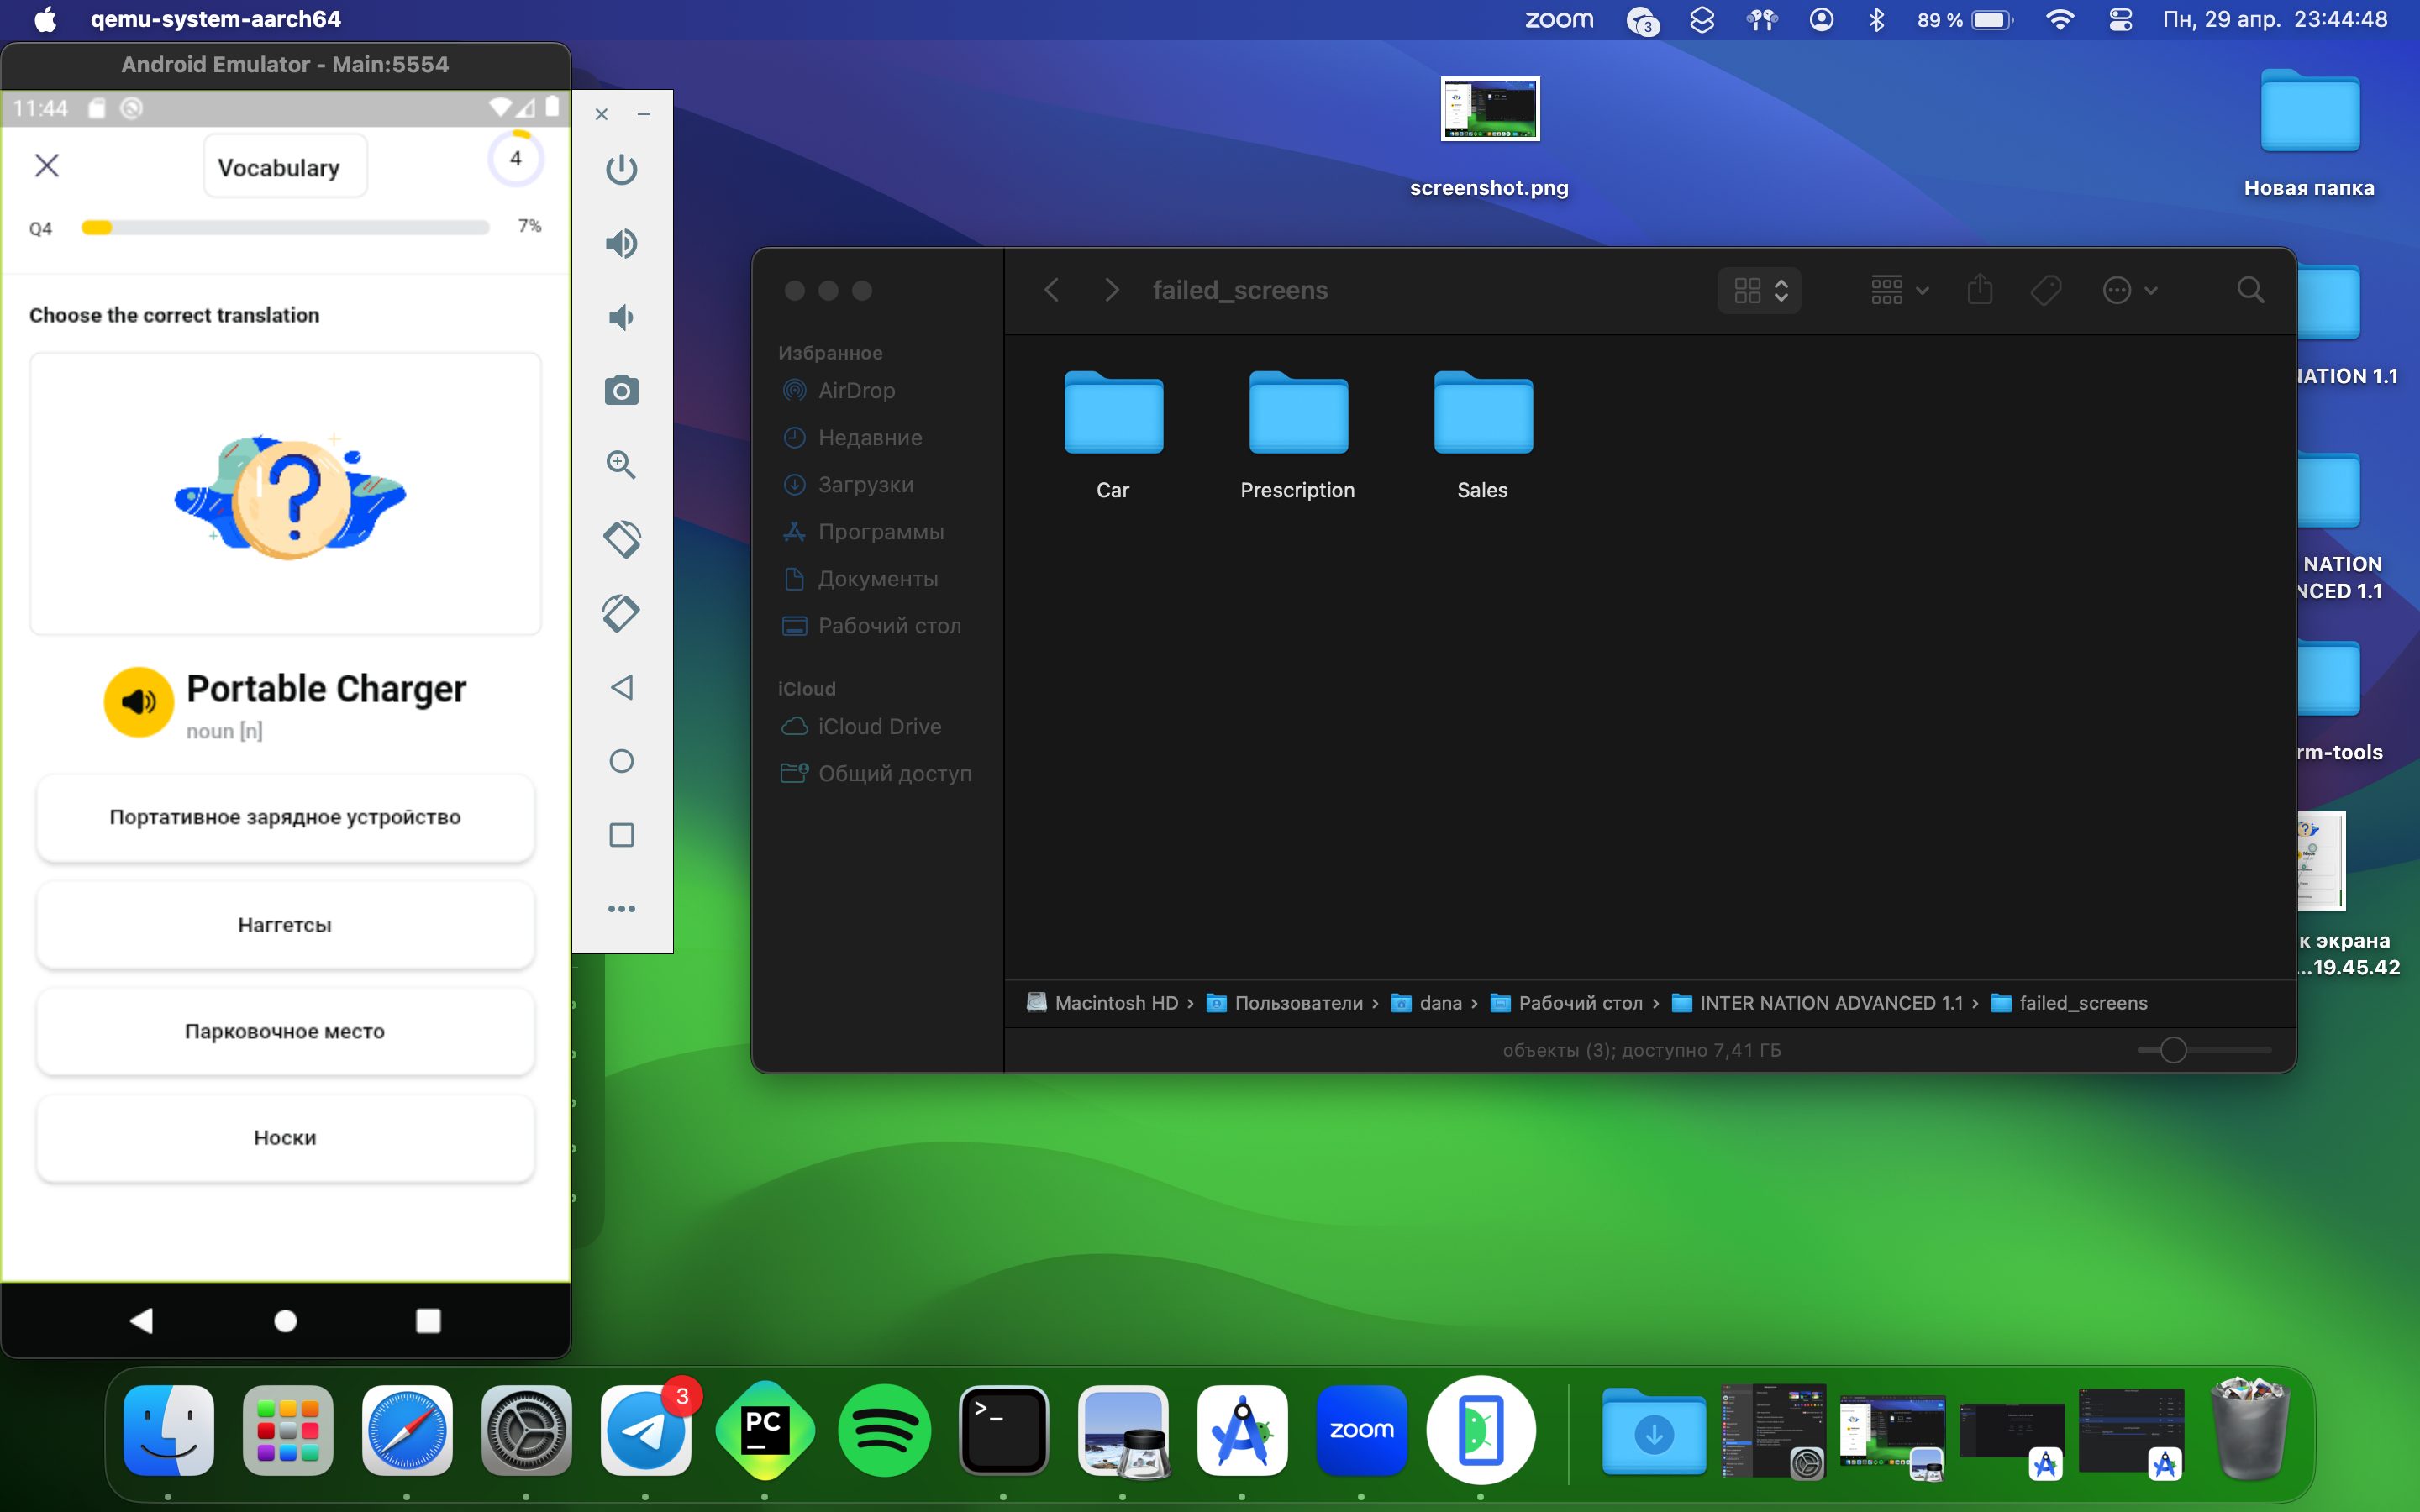 qemu-system-aarch64
zoom
3
89 %
Пн, 29 апр. 23:44:48
Android Emulator - Main:5554
11:44
Vocabulary
4
Q4
7%
Choose the correct translation
Portable Charger
noun [n]
Портативное зарядное устройство
Наггетсы
Парковочное место
Носки
screenshot.png
Новая папка
NATION 1.1
NATION
NCED 1.1
rm-tools
к экрана
...19.45.42
failed_screens
Избранное
AirDrop
Недавние
Загрузки
Программы
Документы
Рабочий стол
iCloud
iCloud Drive
Общий доступ
Car
Prescription
Sales
Macintosh HD › Пользователи › dana › Рабочий стол › INTER NATION ADVANCED 1.1 › failed_screens
объекты (3); доступно 7,41 ГБ
3
PC
>_
zoom